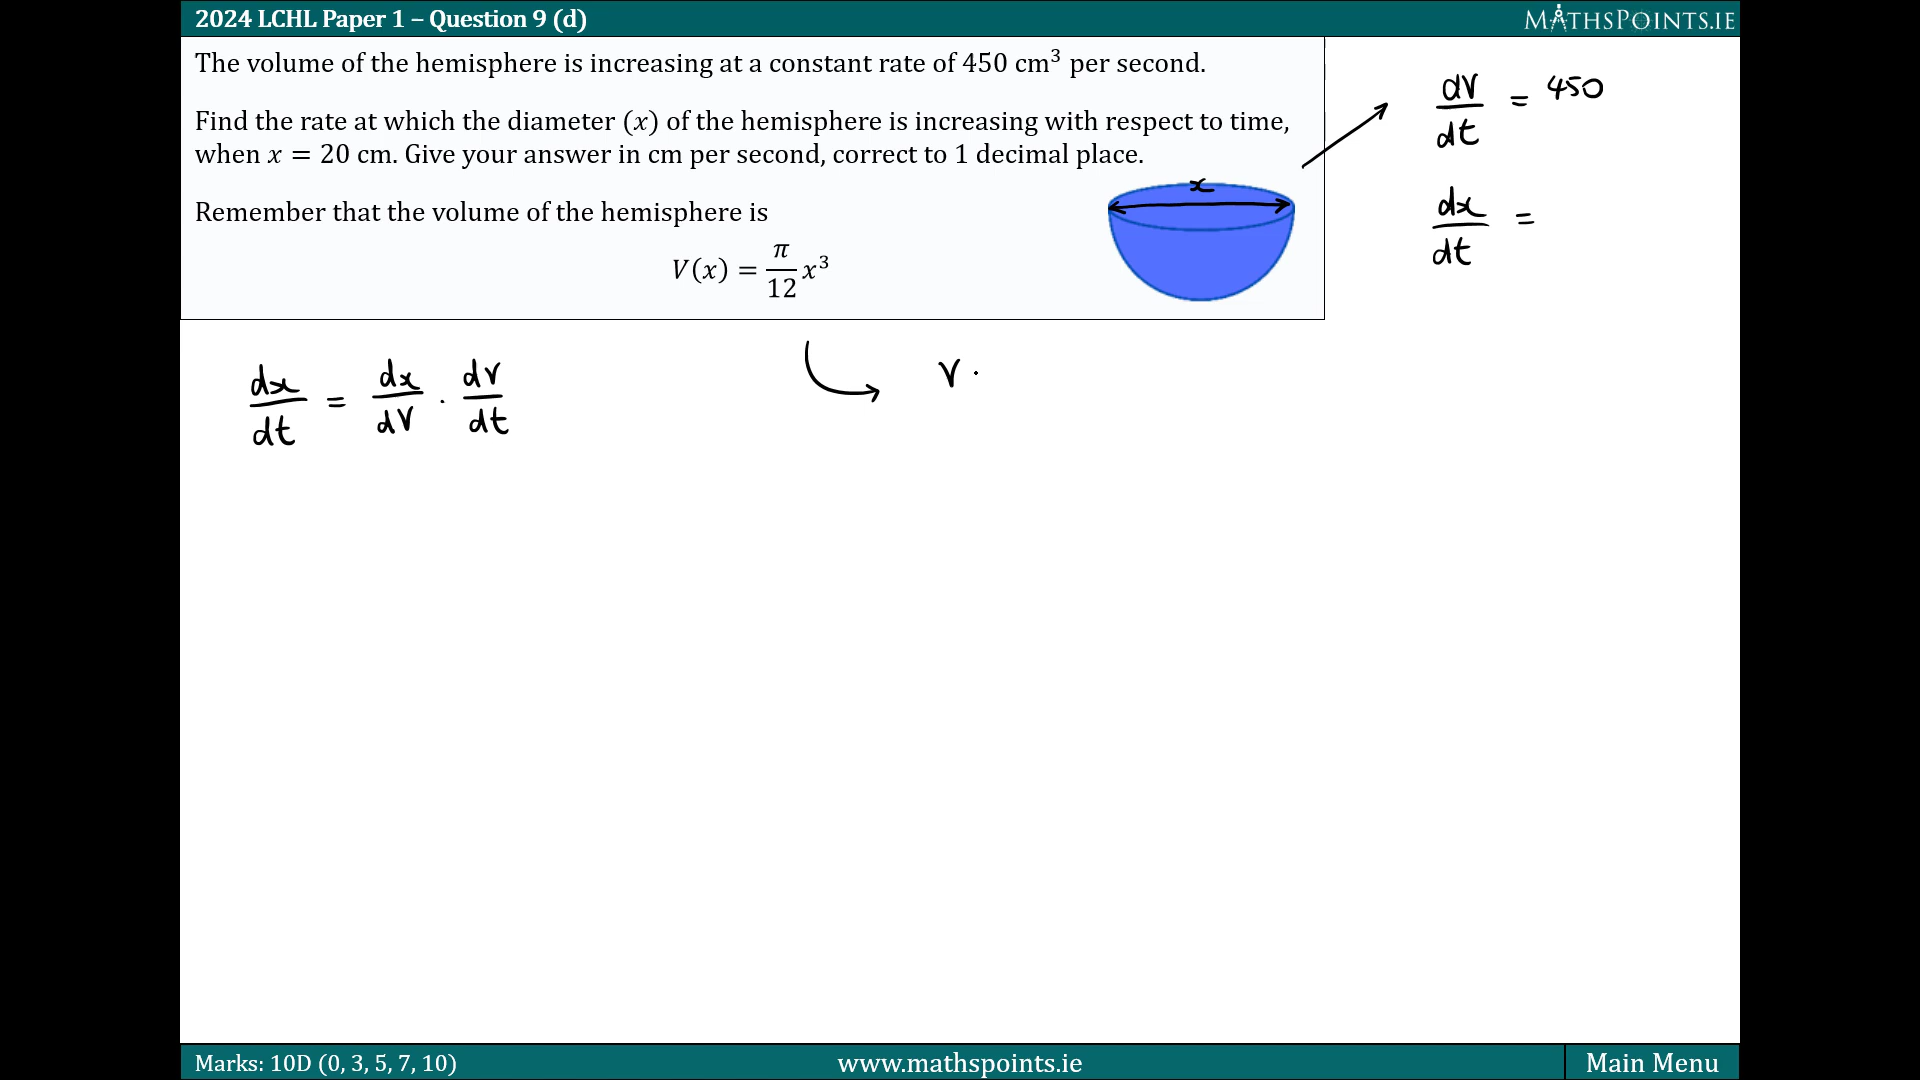 2024 LCHL Paper 1 – Question 9 (d)
MATHSPOINTS.IE
The volume of the hemisphere is increasing at a constant rate of 450 cm³ per second.
Find the rate at which the diameter (x) of the hemisphere is increasing with respect to time,
when x = 20 cm. Give your answer in cm per second, correct to 1 decimal place.
Remember that the volume of the hemisphere is
V(x) = π/12 x³
x
dV/dt = 450
dx/dt =
dx/dt = dx/dV · dV/dt
V ·
Marks: 10D (0, 3, 5, 7, 10)
www.mathspoints.ie
Main Menu